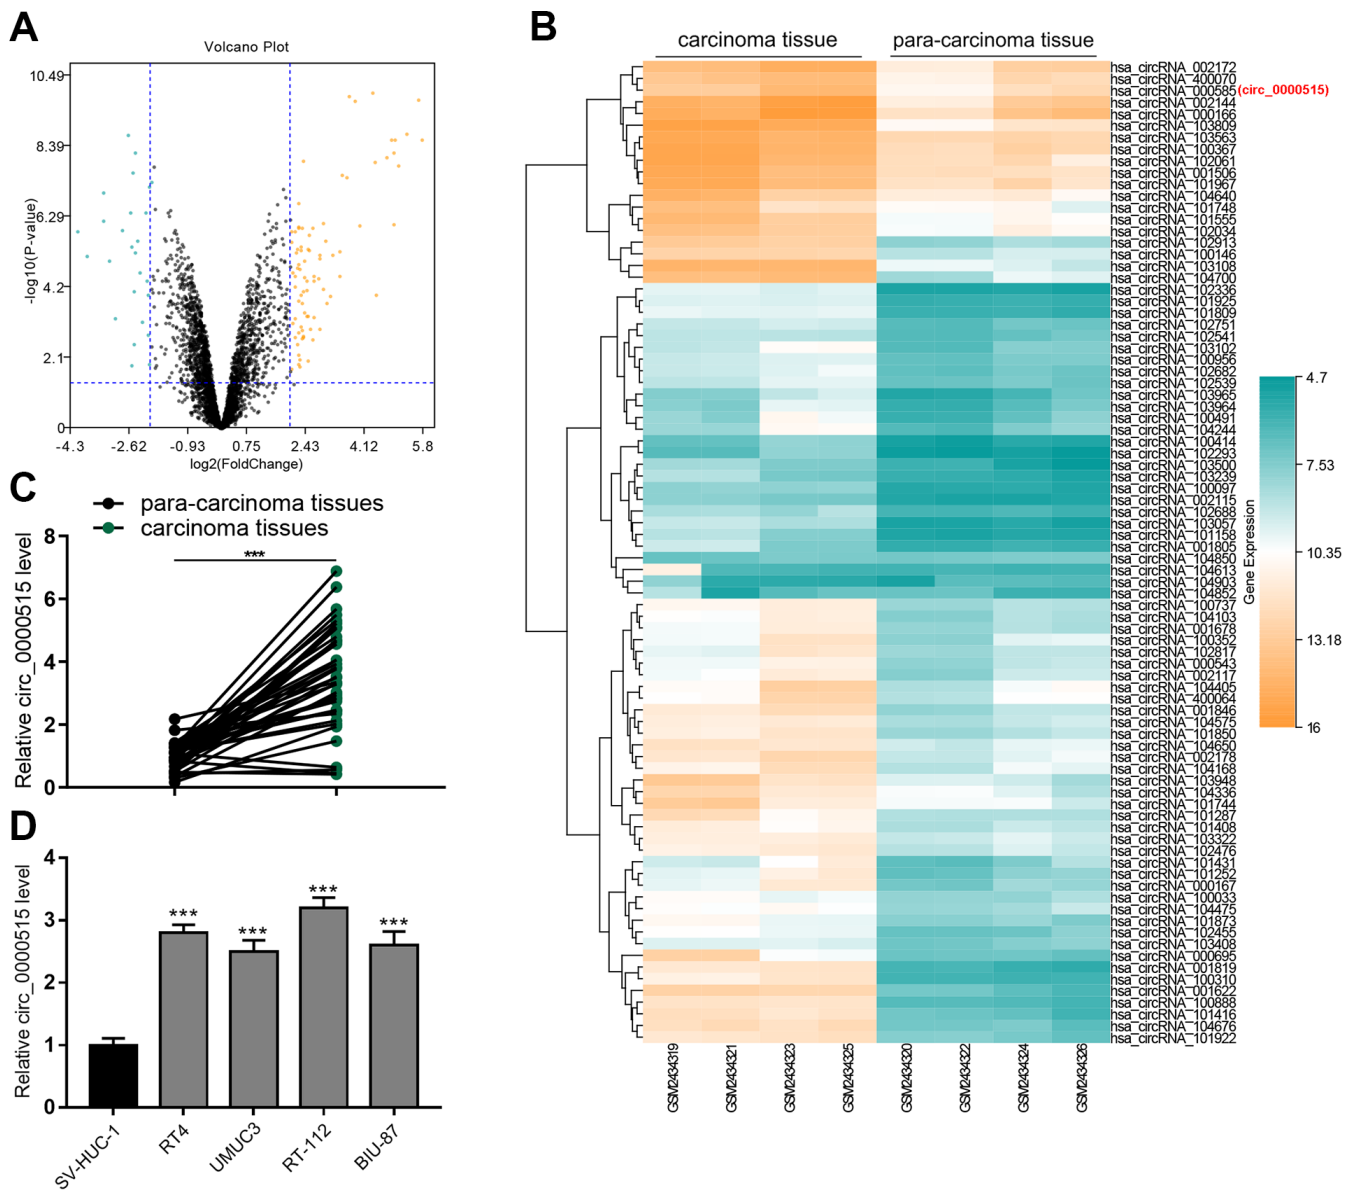 A
Volcano Plot
10.49
8.39
6.29
4.2
2.1
0
-log10(P-value)
-4.3
-2.62
-0.93
0.75
2.43
4.12
5.8
log2(FoldChange)
B
carcinoma tissue
para-carcinoma tissue
hsa_circRNA_002172
hsa_circRNA_400070
hsa_circRNA_000585 (circ_0000515)
hsa_circRNA_002144
hsa_circRNA_000166
hsa_circRNA_103809
hsa_circRNA_103563
hsa_circRNA_100367
hsa_circRNA_102061
hsa_circRNA_001506
hsa_circRNA_101967
hsa_circRNA_104640
hsa_circRNA_101748
hsa_circRNA_101555
hsa_circRNA_102034
hsa_circRNA_102913
hsa_circRNA_100146
hsa_circRNA_103108
hsa_circRNA_104700
hsa_circRNA_102336
hsa_circRNA_101925
hsa_circRNA_101809
hsa_circRNA_102751
hsa_circRNA_102541
hsa_circRNA_103102
hsa_circRNA_100956
hsa_circRNA_102682
hsa_circRNA_102539
hsa_circRNA_103965
hsa_circRNA_103964
hsa_circRNA_100491
hsa_circRNA_104244
hsa_circRNA_100414
hsa_circRNA_102293
hsa_circRNA_103500
hsa_circRNA_103239
hsa_circRNA_100097
hsa_circRNA_002115
hsa_circRNA_102688
hsa_circRNA_103057
hsa_circRNA_101158
hsa_circRNA_001805
hsa_circRNA_104850
hsa_circRNA_104613
hsa_circRNA_104903
hsa_circRNA_104852
hsa_circRNA_100737
hsa_circRNA_104103
hsa_circRNA_001678
hsa_circRNA_100352
hsa_circRNA_102817
hsa_circRNA_000543
hsa_circRNA_002117
hsa_circRNA_104405
hsa_circRNA_400064
hsa_circRNA_001846
hsa_circRNA_104575
hsa_circRNA_101850
hsa_circRNA_104650
hsa_circRNA_002178
hsa_circRNA_104168
hsa_circRNA_103948
hsa_circRNA_104336
hsa_circRNA_101744
hsa_circRNA_101287
hsa_circRNA_101408
hsa_circRNA_103322
hsa_circRNA_102476
hsa_circRNA_101431
hsa_circRNA_101252
hsa_circRNA_000167
hsa_circRNA_100033
hsa_circRNA_104475
hsa_circRNA_101873
hsa_circRNA_102455
hsa_circRNA_103408
hsa_circRNA_000695
hsa_circRNA_001819
hsa_circRNA_100310
hsa_circRNA_001622
hsa_circRNA_100888
hsa_circRNA_101416
hsa_circRNA_104676
hsa_circRNA_101922
GSM2434319
GSM2434321
GSM2434323
GSM2434325
GSM2434320
GSM2434322
GSM2434324
GSM2434326
4.7
7.53
10.35
13.18
16
Gene Expression
C
para-carcinoma tissues
carcinoma tissues
***
8
6
4
2
0
Relative circ_0000515 level
D
4
3
2
1
0
Relative circ_0000515 level
***
***
***
***
SV-HUC-1
RT4
UMUC3
RT-112
BIU-87